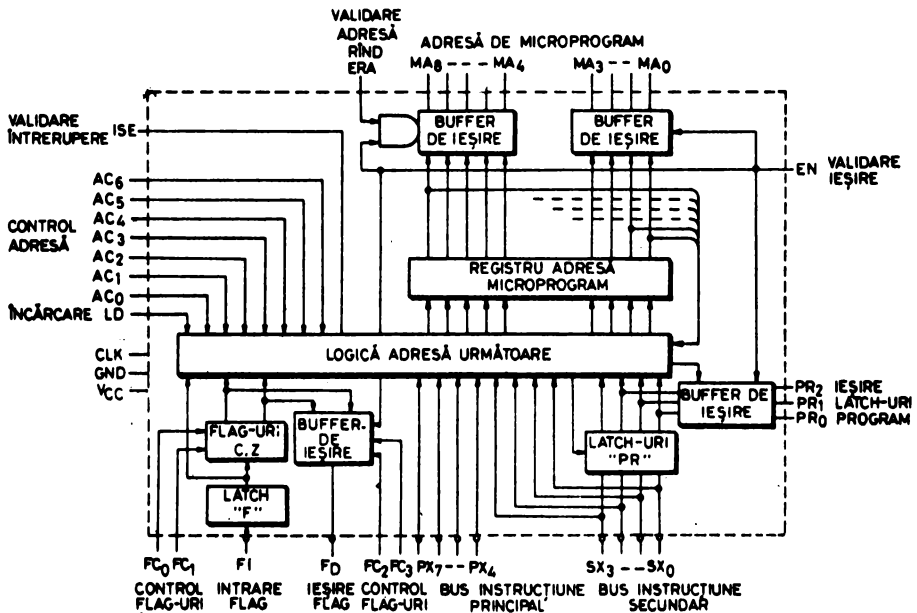 VALIDARE
ADRESĂ
RÎND
ERA
ADRESĂ DE MICROPROGRAM
MA8 - - - MA4
MA3 - - MA0
BUFFER
DE IEȘIRE
BUFFER
DE IEȘIRE
VALIDARE
ÎNTRERUPERE
ISE
EN VALIDARE
IEȘIRE
AC6
AC5
AC4
AC3
AC2
AC1
AC0
CONTROL
ADRESĂ
ÎNCĂRCARE LD
REGISTRU ADRESĂ
MICROPROGRAM
LOGICĂ ADRESĂ URMĂTOARE
CLK
GND
VCC
BUFFER DE
IEȘIRE
PR2 IEȘIRE
PR1 LATCH-URI
PR0 PROGRAM
FLAG-URI
C,Z
BUFFER-
DE
IEȘIRE
LATCH-URI
"PR"
LATCH
"F"
FC0 FC1
CONTROL
FLAG-URI
FI
INTRARE
FLAG
FD
IEȘIRE
FLAG
FC2 FC3
CONTROL
FLAG-URI
PX7 - - PX4
BUS INSTRUCȚIUNE
PRINCIPAL
SX3 - - SX0
BUS INSTRUCȚIUNE
SECUNDAR